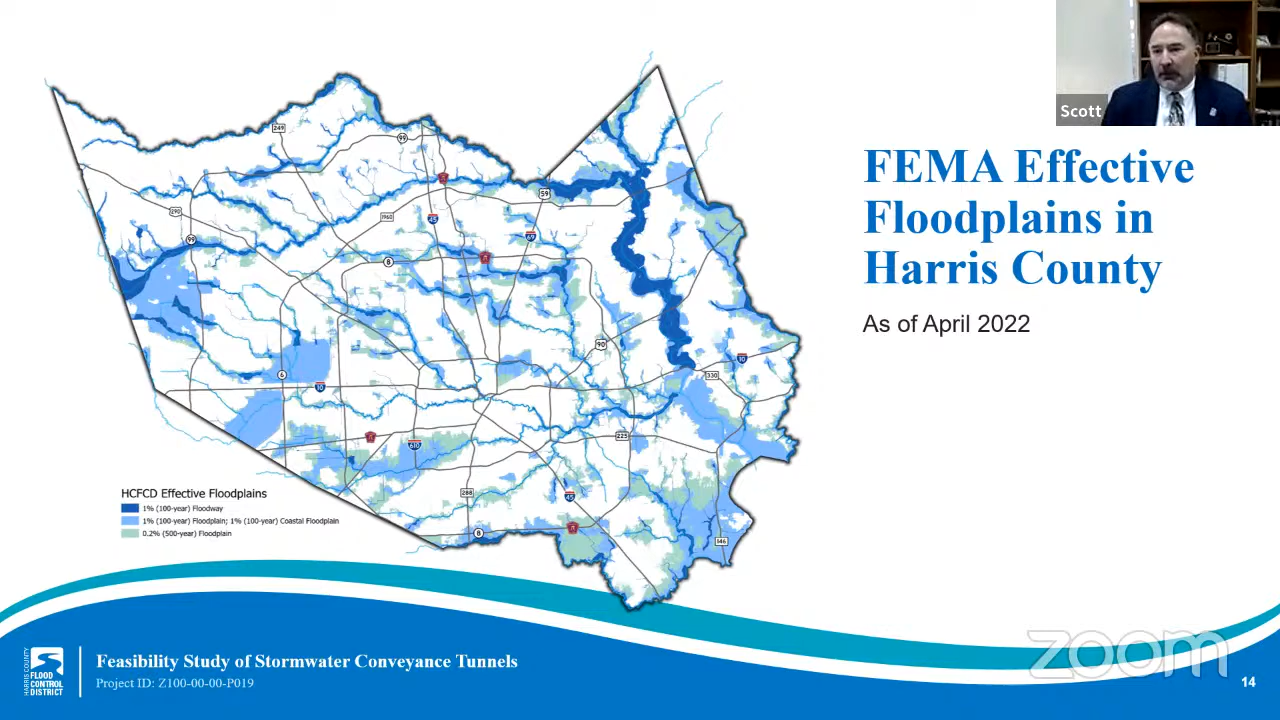 Scott
FEMA Effective
Floodplains in
Harris County
As of April 2022
249
99
59
290
1960
45
69
99
8
90
6
10
10
330
610
225
288
45
8
146
HCFCD Effective Floodplains
1% (100-year) Floodway
1% (100-year) Floodplain; 1% (100-year) Coastal Floodplain
0.2% (500-year) Floodplain
HARRIS COUNTY
FLOOD
CONTROL
DISTRICT
Feasibility Study of Stormwater Conveyance Tunnels
Project ID: Z100-00-00-P019
zoom
14